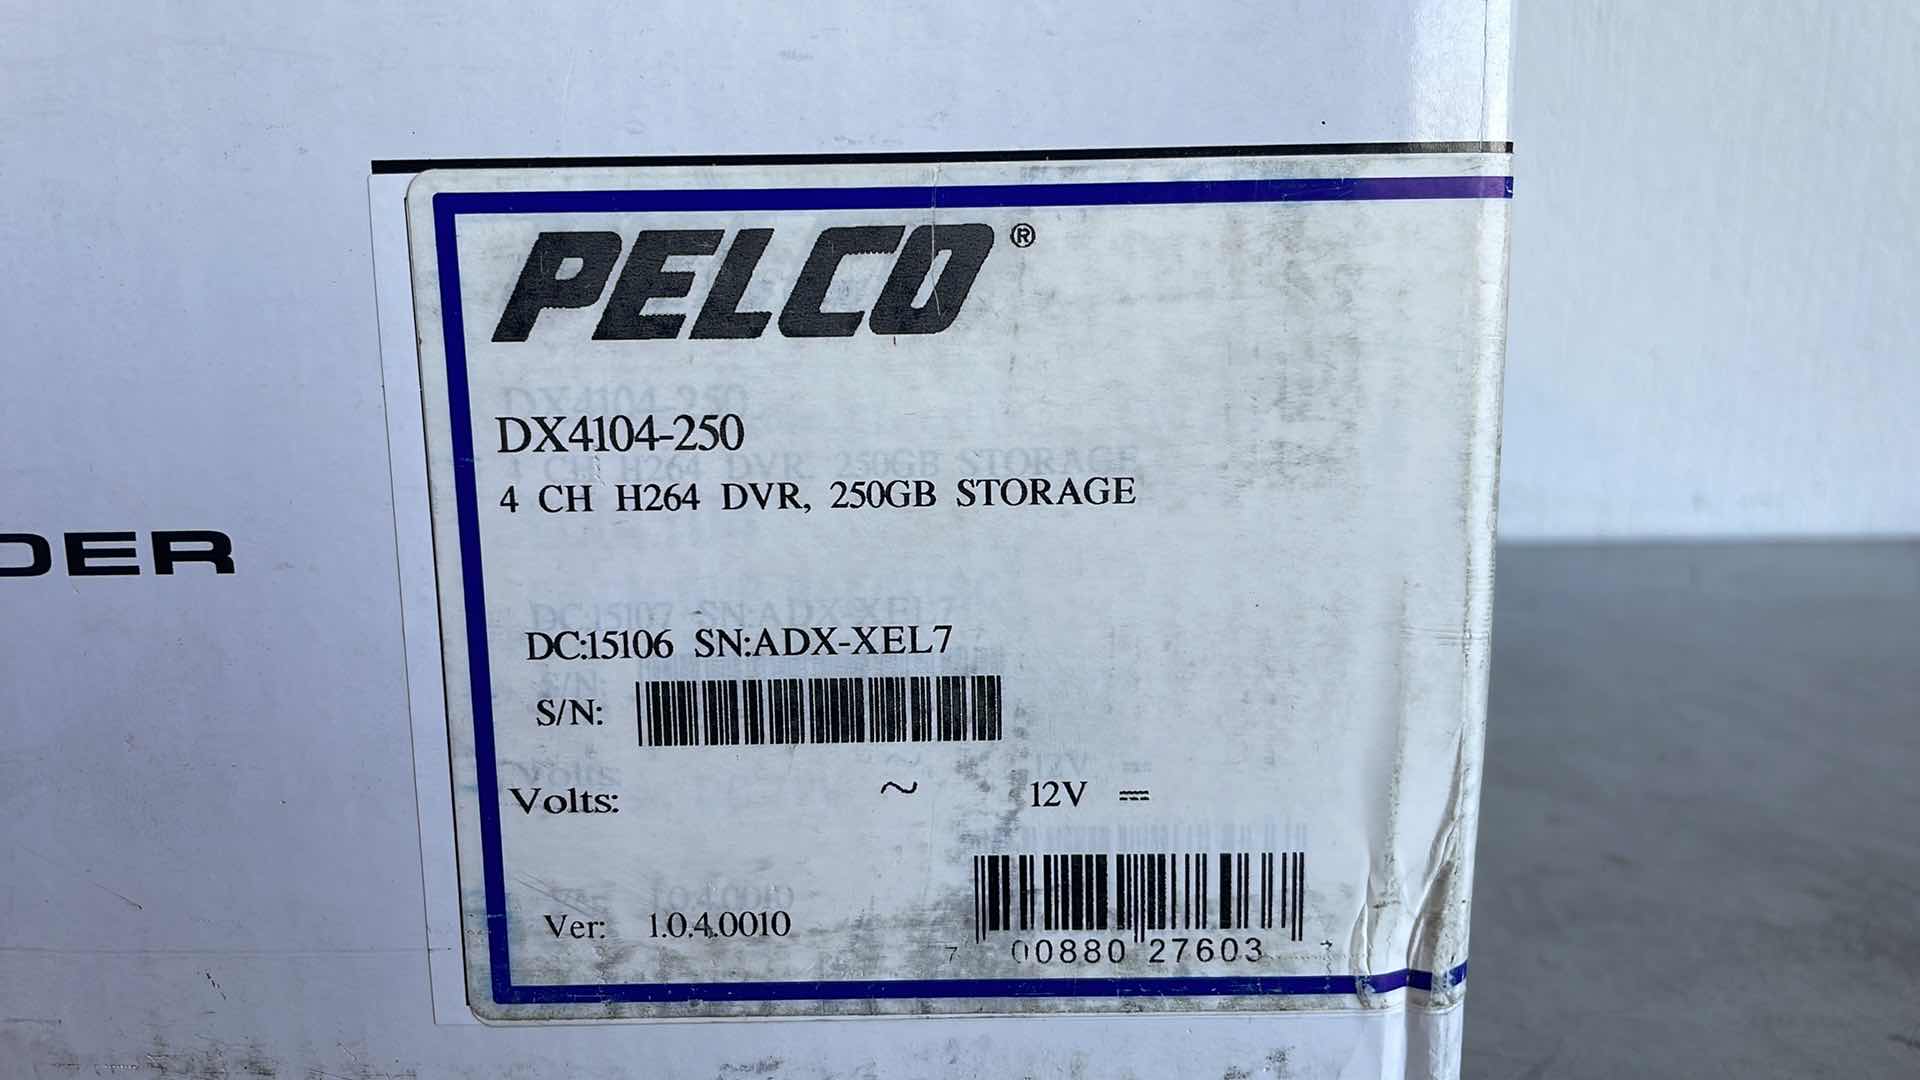 PELCO®
DX4104-250
4 CH H264 DVR, 250GB STORAGE
DER
DC:15106 SN:ADX-XEL7
S/N:
Volts: ~ 12V ⎓
Ver: 1.0.4.0010
7 00880 27603 7